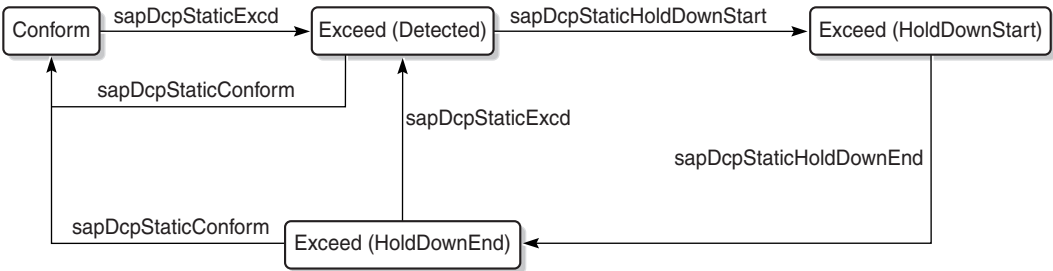 Conform
sapDcpStaticExcd
Exceed (Detected)
sapDcpStaticHoldDownStart
Exceed (HoldDownStart)
sapDcpStaticConform
sapDcpStaticExcd
sapDcpStaticHoldDownEnd
sapDcpStaticConform
Exceed (HoldDownEnd)